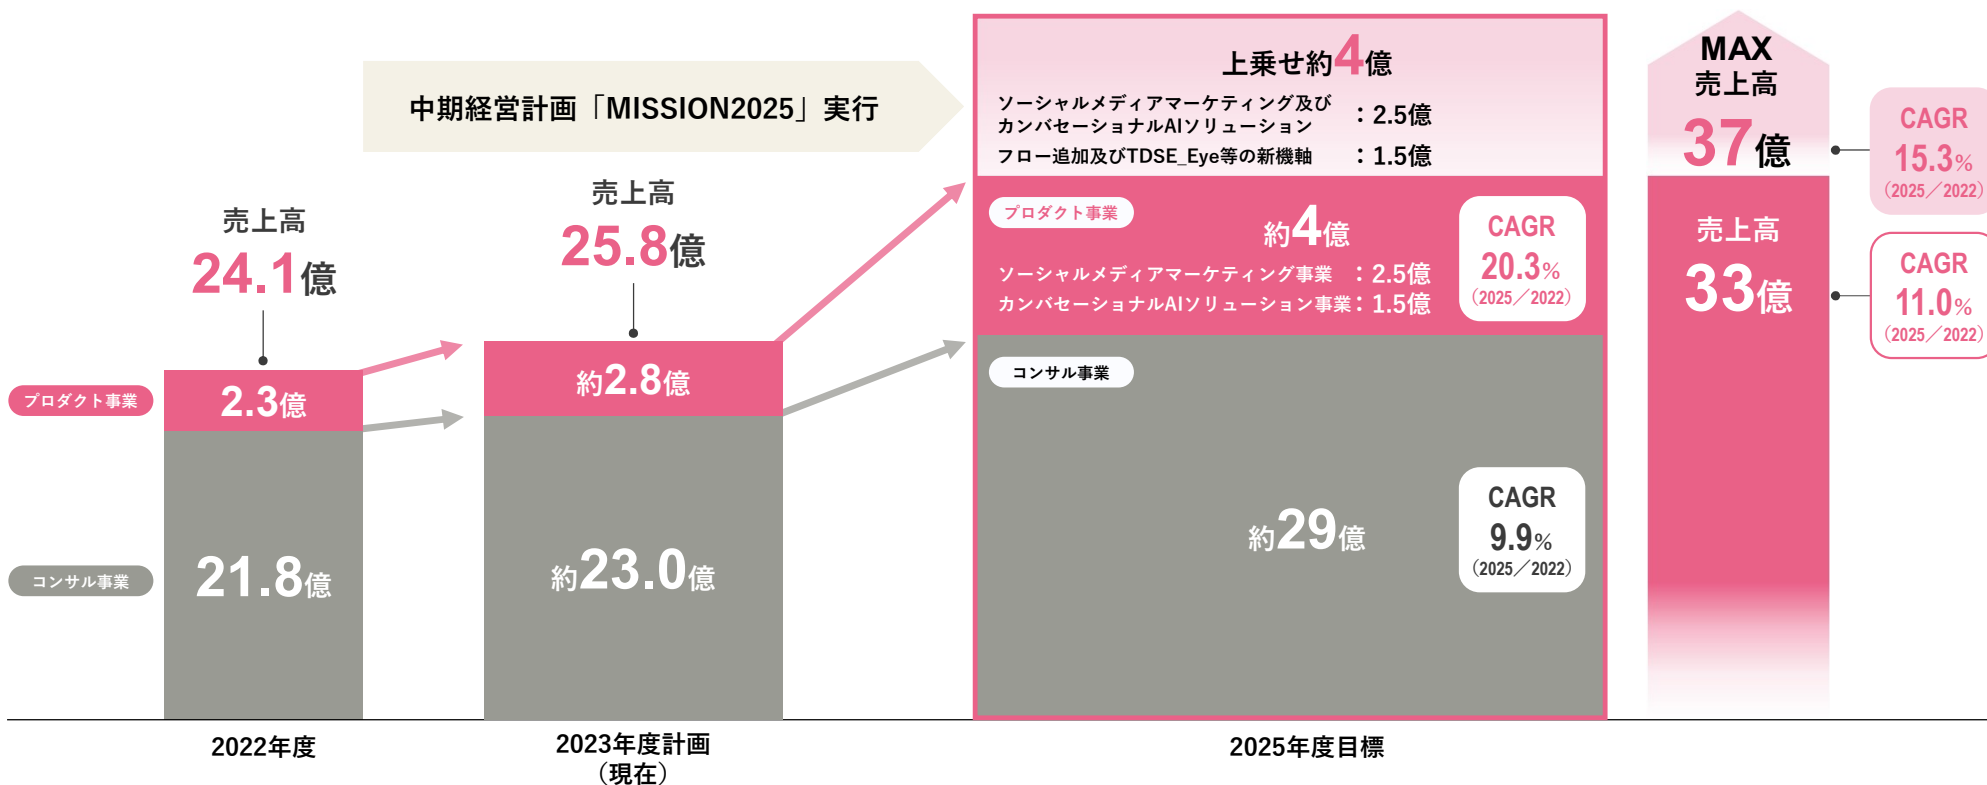 中期経営計画「MISSION2025」実行
売上高
24.1億
プロダクト事業
2.3億
コンサル事業
21.8億
2022年度
売上高
25.8億
約2.8億
約23.0億
2023年度計画
（現在）
上乗せ約4億
ソーシャルメディアマーケティング及び
カンバセーショナルAIソリューション ：2.5億
フロー追加及びTDSE_Eye等の新機軸 ：1.5億
プロダクト事業
約4億
ソーシャルメディアマーケティング事業 ：2.5億
カンバセーショナルAIソリューション事業：1.5億
CAGR
20.3%
（2025／2022）
コンサル事業
約29億
CAGR
9.9%
（2025／2022）
2025年度目標
MAX
売上高
37億
売上高
33億
CAGR
15.3%
（2025／2022）
CAGR
11.0%
（2025／2022）